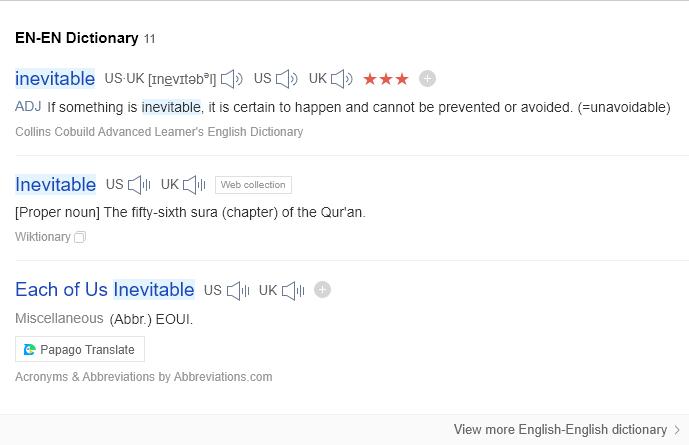 EN-EN Dictionary 11
inevitable US·UK [ɪnevɪtəbᵊl] US UK ★★★
ADJ If something is inevitable, it is certain to happen and cannot be prevented or avoided. (=unavoidable)
Collins Cobuild Advanced Learner's English Dictionary
Inevitable US UK Web collection
[Proper noun] The fifty-sixth sura (chapter) of the Qur'an.
Wiktionary
Each of Us Inevitable US UK
Miscellaneous (Abbr.) EOUI.
Papago Translate
Acronyms & Abbreviations by Abbreviations.com
View more English-English dictionary >